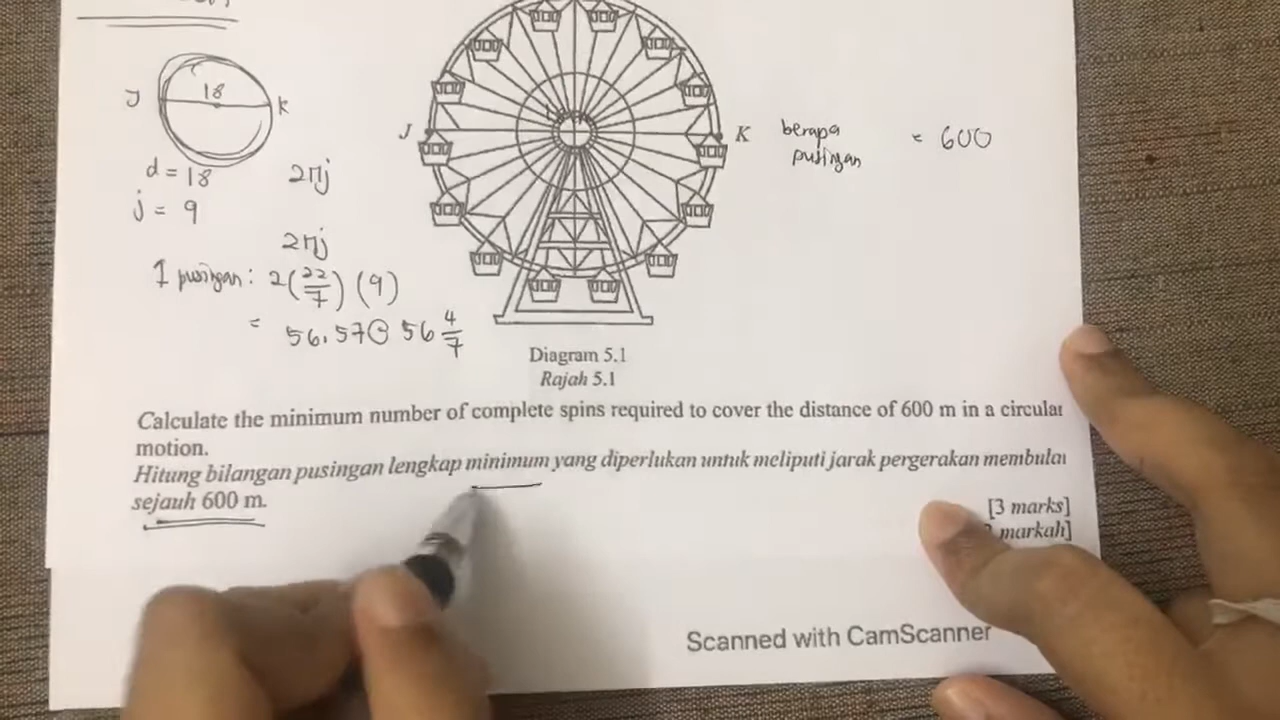 18
J
K
d = 18
j = 9
2πj
2πj
1 pusingan: 2(22/7)(9)
= 56.57 @ 56 4/7
J
K
berapa
pusingan
= 600
Diagram 5.1
Rajah 5.1
Calculate the minimum number of complete spins required to cover the distance of 600 m in a circular
motion.
Hitung bilangan pusingan lengkap minimum yang diperlukan untuk meliputi jarak pergerakan membulat
sejauh 600 m.
[3 marks]
markah]
Scanned with CamScanner